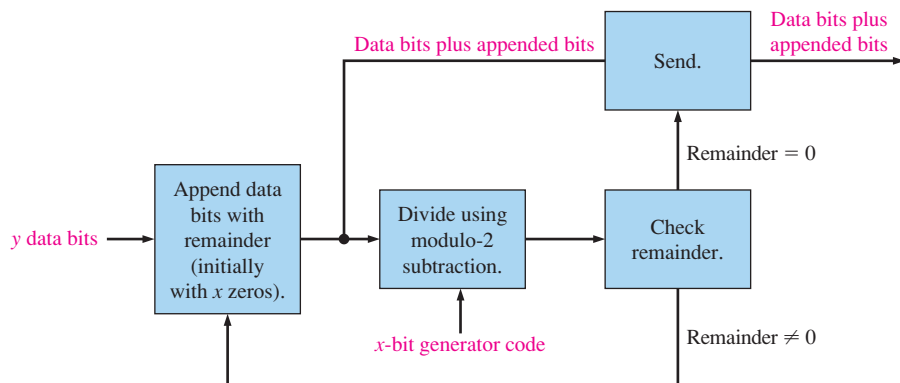 Data bits plus appended bits
Send.
Data bits plus
appended bits
Remainder = 0
y data bits
Append data
bits with
remainder
(initially
with x zeros).
Divide using
modulo-2
subtraction.
Check
remainder.
x-bit generator code
Remainder ≠ 0